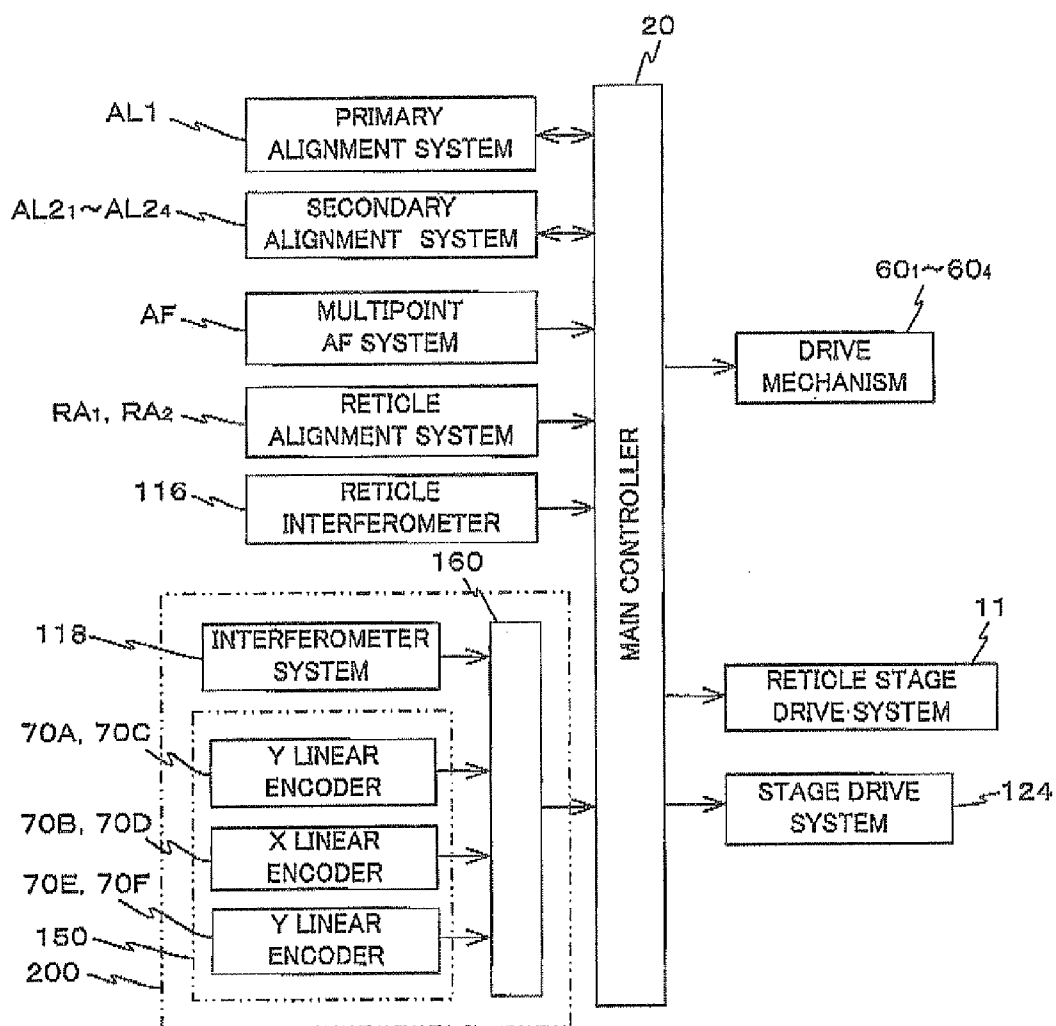 20
AL1
PRIMARY
ALIGNMENT SYSTEM
AL21~AL24
SECONDARY
ALIGNMENT SYSTEM
601~604
AF
MULTIPOINT
AF SYSTEM
DRIVE
MECHANISM
RA1, RA2
RETICLE
ALIGNMENT SYSTEM
116
RETICLE
INTERFEROMETER
MAIN CONTROLLER
160
118
INTERFEROMETER
SYSTEM
11
RETICLE STAGE
DRIVE SYSTEM
70A, 70C
Y LINEAR
ENCODER
STAGE DRIVE
SYSTEM
124
70B, 70D
X LINEAR
ENCODER
70E, 70F
Y LINEAR
ENCODER
150
200